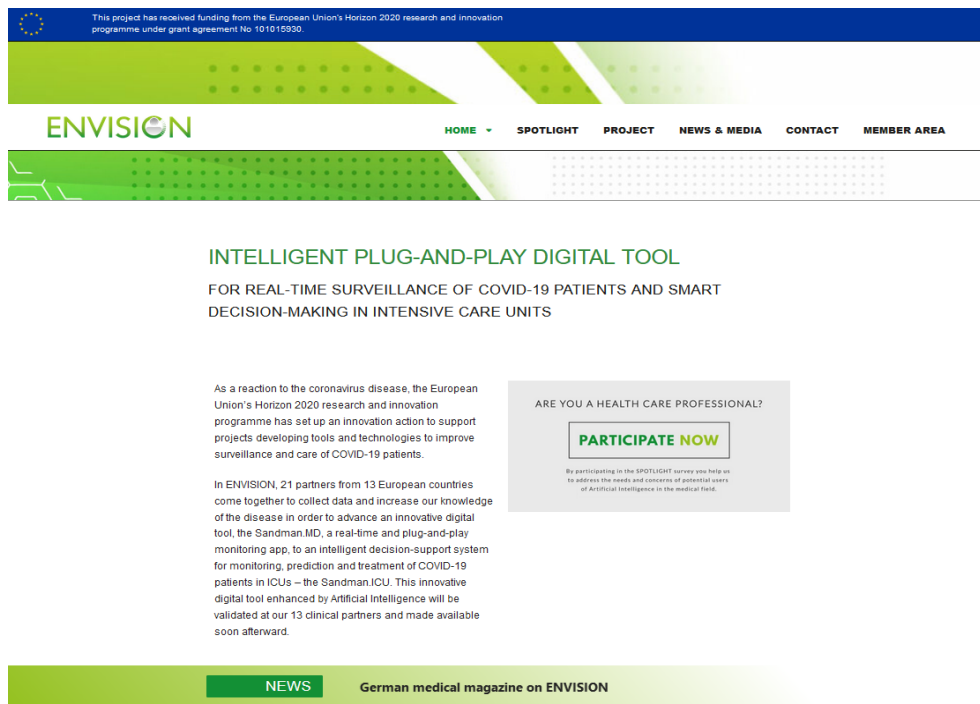 This project has received funding from the European Union's Horizon 2020 research and innovation
programme under grant agreement No 101015930.
ENVISION
HOME SPOTLIGHT PROJECT NEWS & MEDIA CONTACT MEMBER AREA
INTELLIGENT PLUG-AND-PLAY DIGITAL TOOL
FOR REAL-TIME SURVEILLANCE OF COVID-19 PATIENTS AND SMART
DECISION-MAKING IN INTENSIVE CARE UNITS
As a reaction to the coronavirus disease, the European
Union's Horizon 2020 research and innovation
programme has set up an innovation action to support
projects developing tools and technologies to improve
surveillance and care of COVID-19 patients.
In ENVISION, 21 partners from 13 European countries
come together to collect data and increase our knowledge
of the disease in order to advance an innovative digital
tool, the Sandman.MD, a real-time and plug-and-play
monitoring app, to an intelligent decision-support system
for monitoring, prediction and treatment of COVID-19
patients in ICUs – the Sandman.ICU. This innovative
digital tool enhanced by Artificial Intelligence will be
validated at our 13 clinical partners and made available
soon afterward.
ARE YOU A HEALTH CARE PROFESSIONAL?
PARTICIPATE NOW
By participating in the SPOTLIGHT survey you help us
to address the needs and concerns of potential users
of Artificial Intelligence in the medical field.
NEWS
German medical magazine on ENVISION